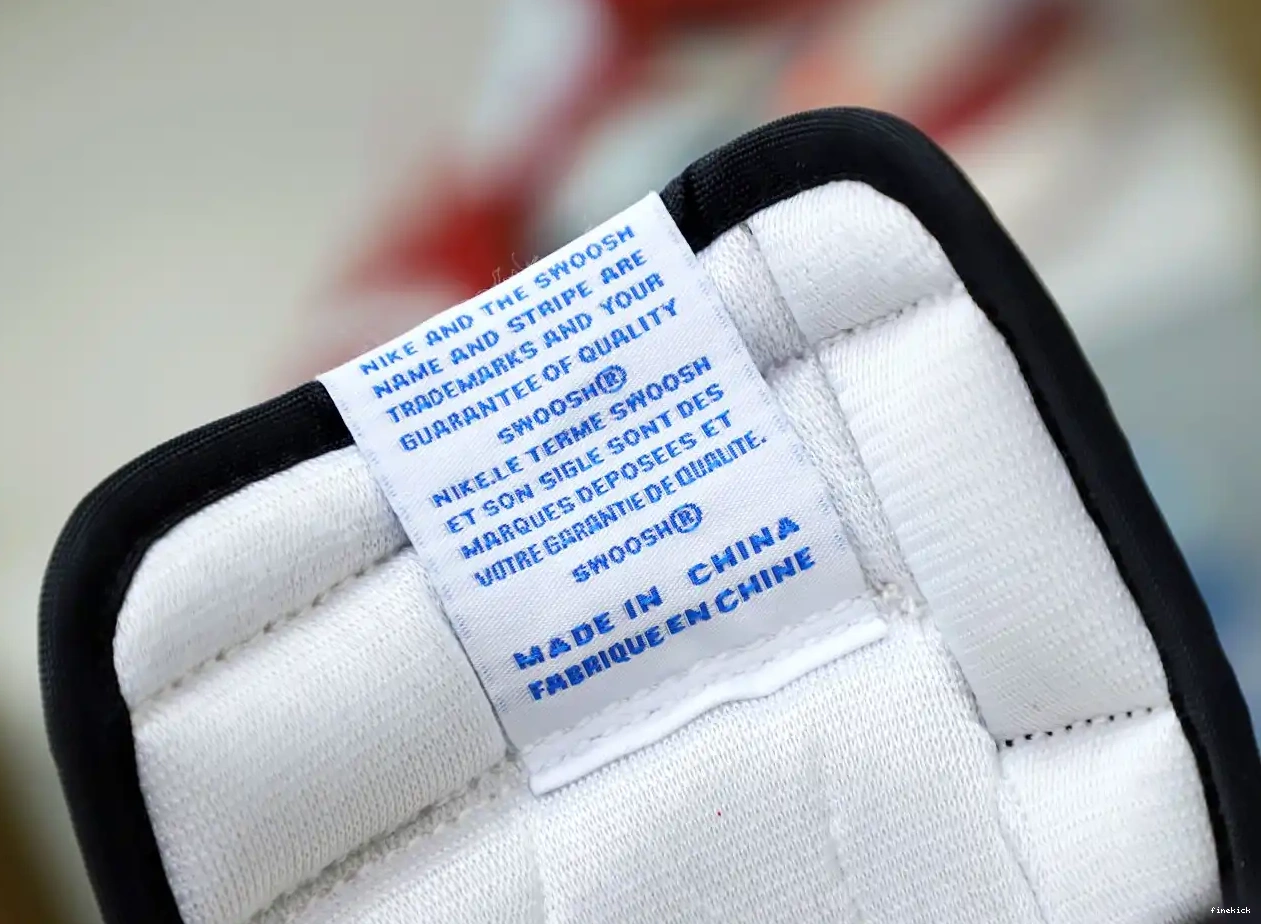 NIKE AND THE SWOOSH
NAME AND STRIPE ARE
TRADEMARKS AND YOUR
GUARANTEE OF QUALITY
SWOOSH®
NIKE.LE TERME SWOOSH
ET SON SIGLE SONT DES
MARQUES DEPOSEES ET
VOTRE GARANTIE DE QUALITE.
SWOOSH®
MADE IN CHINA
FABRIQUE EN CHINE
finekick